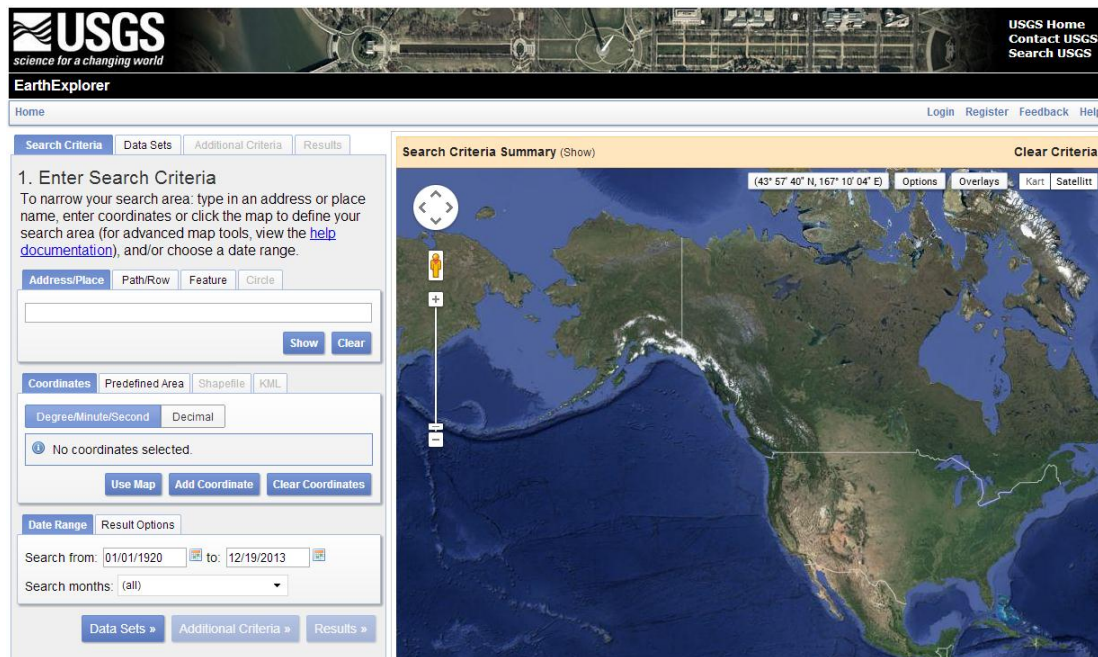 USGS
science for a changing world
USGS Home
Contact USGS
Search USGS
EarthExplorer
Home
Login Register Feedback Help
Search Criteria Data Sets Additional Criteria Results
1. Enter Search Criteria
To narrow your search area: type in an address or place
name, enter coordinates or click the map to define your
search area (for advanced map tools, view the help
documentation), and/or choose a date range.
Address/Place Path/Row Feature Circle
Show Clear
Coordinates Predefined Area Shapefile KML
Degree/Minute/Second Decimal
No coordinates selected.
Use Map Add Coordinate Clear Coordinates
Date Range Result Options
Search from: 01/01/1920 to: 12/19/2013
Search months: (all)
Data Sets » Additional Criteria » Results »
Search Criteria Summary (Show) Clear Criteria
(43° 57' 40" N, 167° 10' 04" E) Options Overlays Kart Satellitt